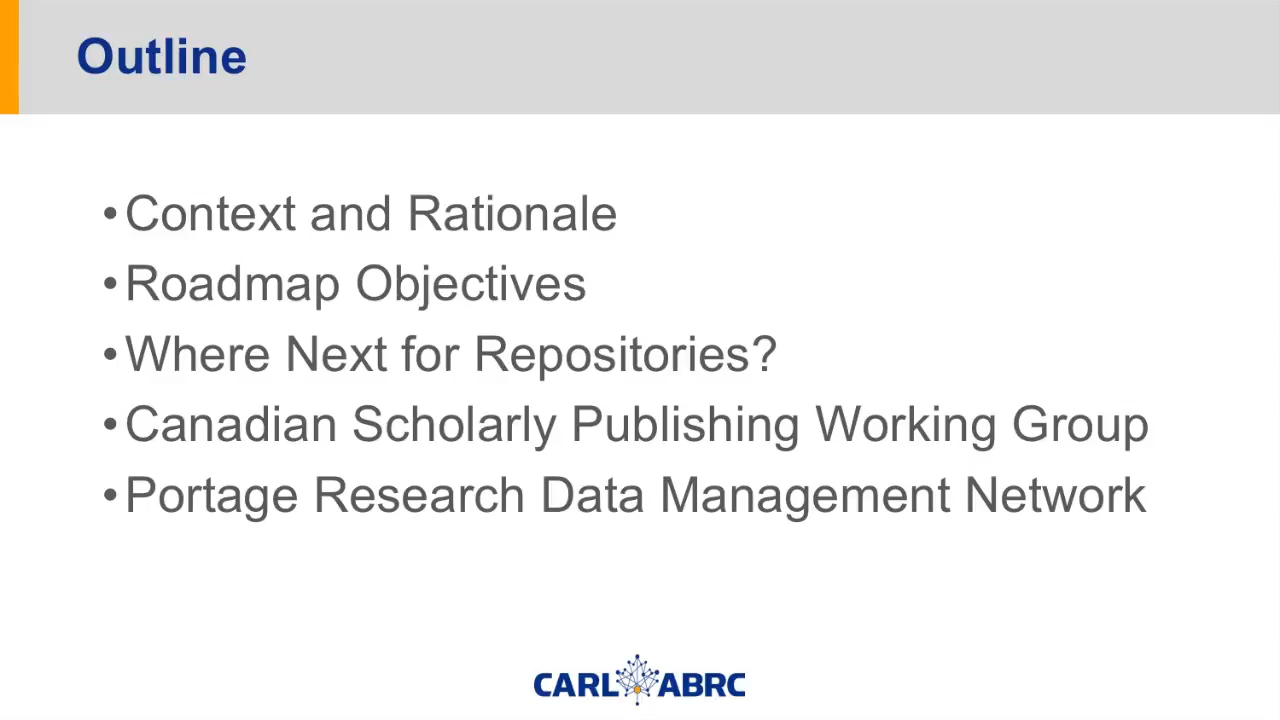 Outline
•Context and Rationale
•Roadmap Objectives
•Where Next for Repositories?
•Canadian Scholarly Publishing Working Group
•Portage Research Data Management Network
CARL ABRC